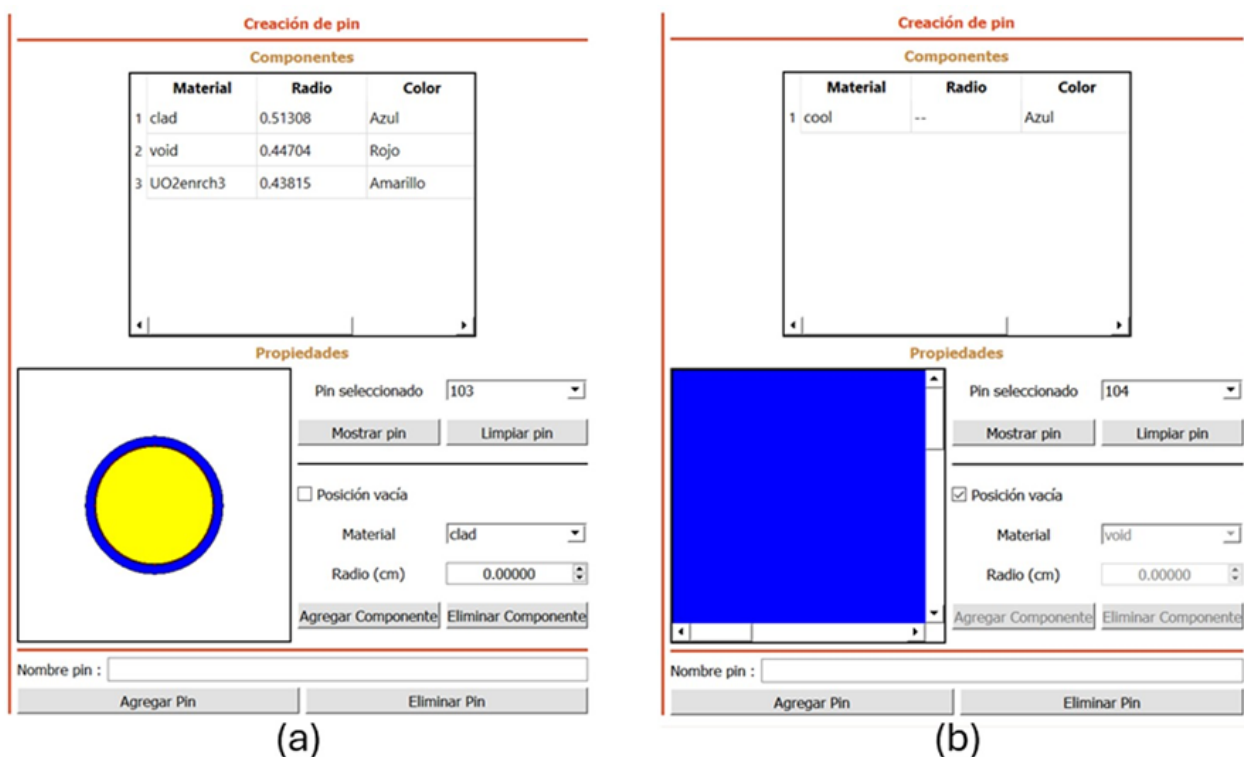 Creación de pin
Componentes
Material Radio Color
1 clad 0.51308 Azul
2 void 0.44704 Rojo
3 UO2enrch3 0.43815 Amarillo
Propiedades
Pin seleccionado 103
Mostrar pin Limpiar pin
Posición vacía
Material clad
Radio (cm) 0.00000
Agregar Componente Eliminar Componente
Nombre pin :
Agregar Pin Eliminar Pin
(a)
Creación de pin
Componentes
Material Radio Color
1 cool -- Azul
Propiedades
Pin seleccionado 104
Mostrar pin Limpiar pin
Posición vacía
Material void
Radio (cm) 0.00000
Agregar Componente Eliminar Componente
Nombre pin :
Agregar Pin Eliminar Pin
(b)